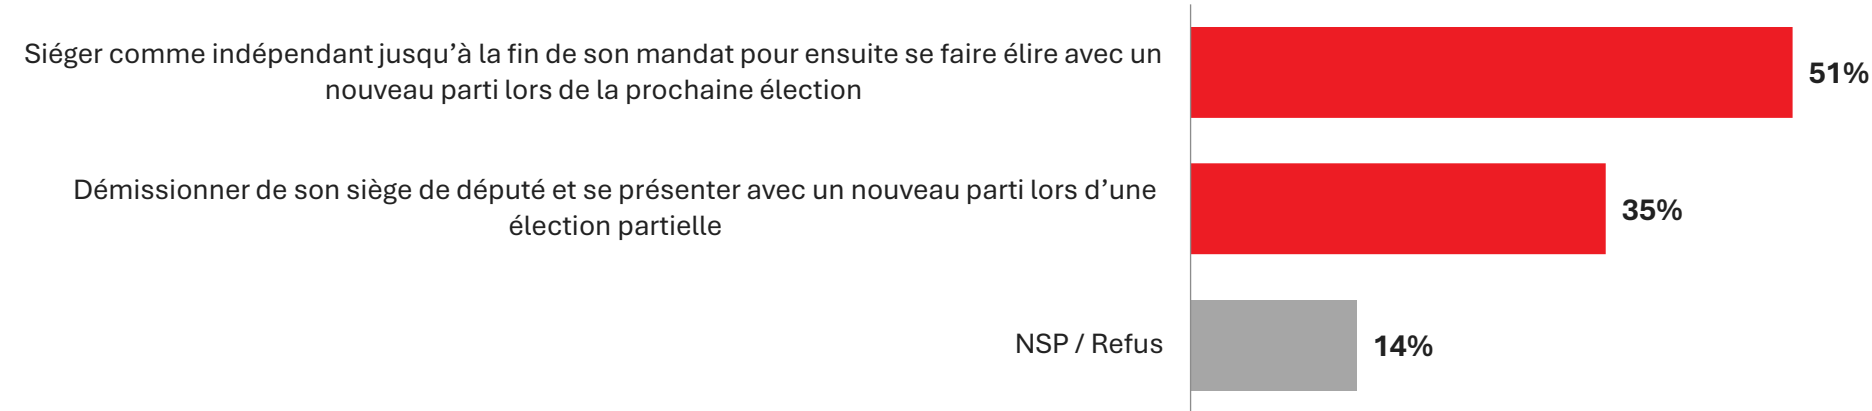 Siéger comme indépendant jusqu’à la fin de son mandat pour ensuite se faire élire avec un
nouveau parti lors de la prochaine élection
51%
Démissionner de son siège de député et se présenter avec un nouveau parti lors d’une
élection partielle
35%
NSP / Refus
14%